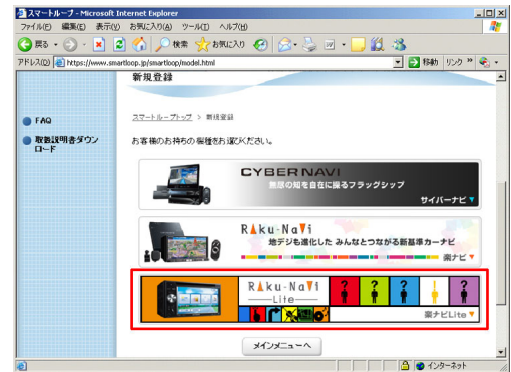 スマートループ - Microsoft Internet Explorer
ファイル(F) 編集(E) 表示(V) お気に入り(A) ツール(T) ヘルプ(H)
戻る 検索 お気に入り
アドレス(D) https://www.smartloop.jp/smartloop/model.html 移動 リンク »
新規登録
FAQ
取扱説明書ダウンロード
スマートループトップ > 新規登録
お客様のお持ちの機種をお選びください。
CYBER NAVI
無限の知を自在に操るフラッグシップ
サイバーナビ▼
RAku-NaVi
地デジも進化した みんなとつながる新基準カーナビ
楽ナビ▼
RAku-NaVi
Lite
楽ナビLite▼
メインメニューへ
インターネット